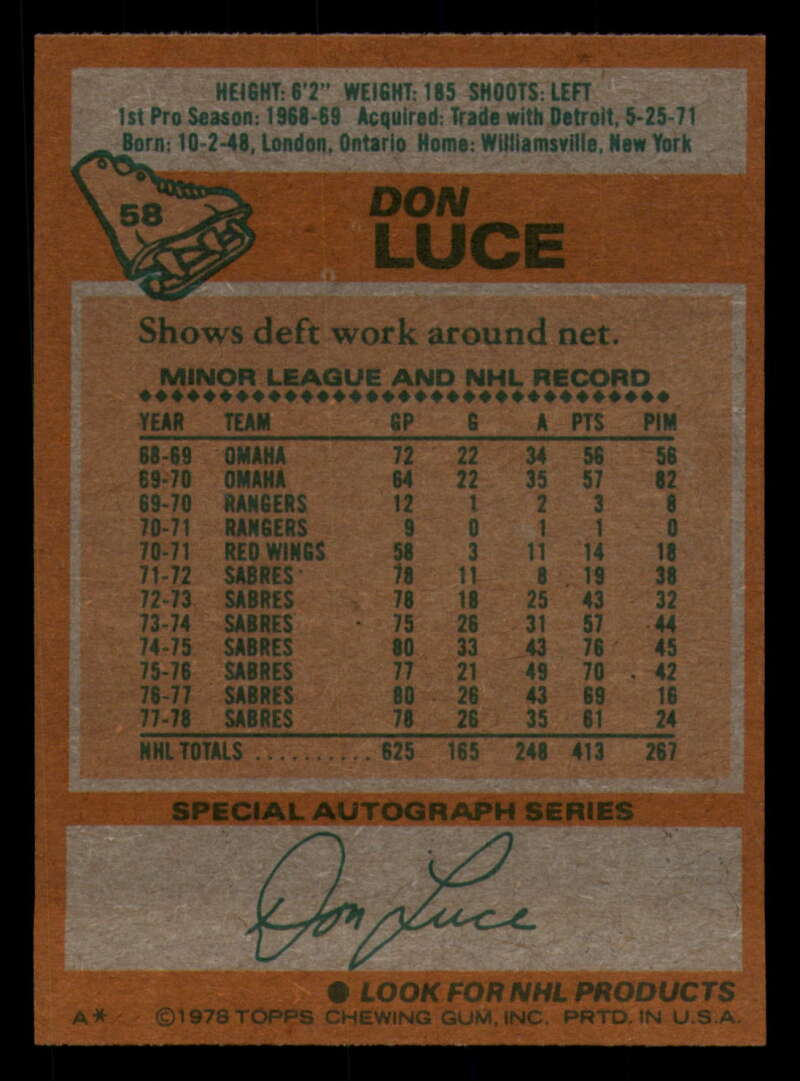 HEIGHT: 6'2" WEIGHT: 185 SHOOTS: LEFT
1st Pro Season: 1968-69 Acquired: Trade with Detroit, 5-25-71
Born: 10-2-48, London, Ontario Home: Williamsville, New York
58
DON
LUCE
Shows deft work around net.
MINOR LEAGUE AND NHL RECORD
YEAR TEAM GP G A PTS PIM
68-69 OMAHA 72 22 34 56 56
69-70 OMAHA 64 22 35 57 82
69-70 RANGERS 12 1 2 3 8
70-71 RANGERS 9 0 1 1 0
70-71 RED WINGS 58 3 11 14 18
71-72 SABRES 78 11 8 19 38
72-73 SABRES 78 18 25 43 32
73-74 SABRES 75 26 31 57 44
74-75 SABRES 80 33 43 76 45
75-76 SABRES 77 21 49 70 42
76-77 SABRES 80 26 43 69 16
77-78 SABRES 78 26 35 61 24
NHL TOTALS .......... 625 165 248 413 267
SPECIAL AUTOGRAPH SERIES
Don Luce
● LOOK FOR NHL PRODUCTS
A* ©1978 TOPPS CHEWING GUM, INC. PRTD. IN U.S.A.